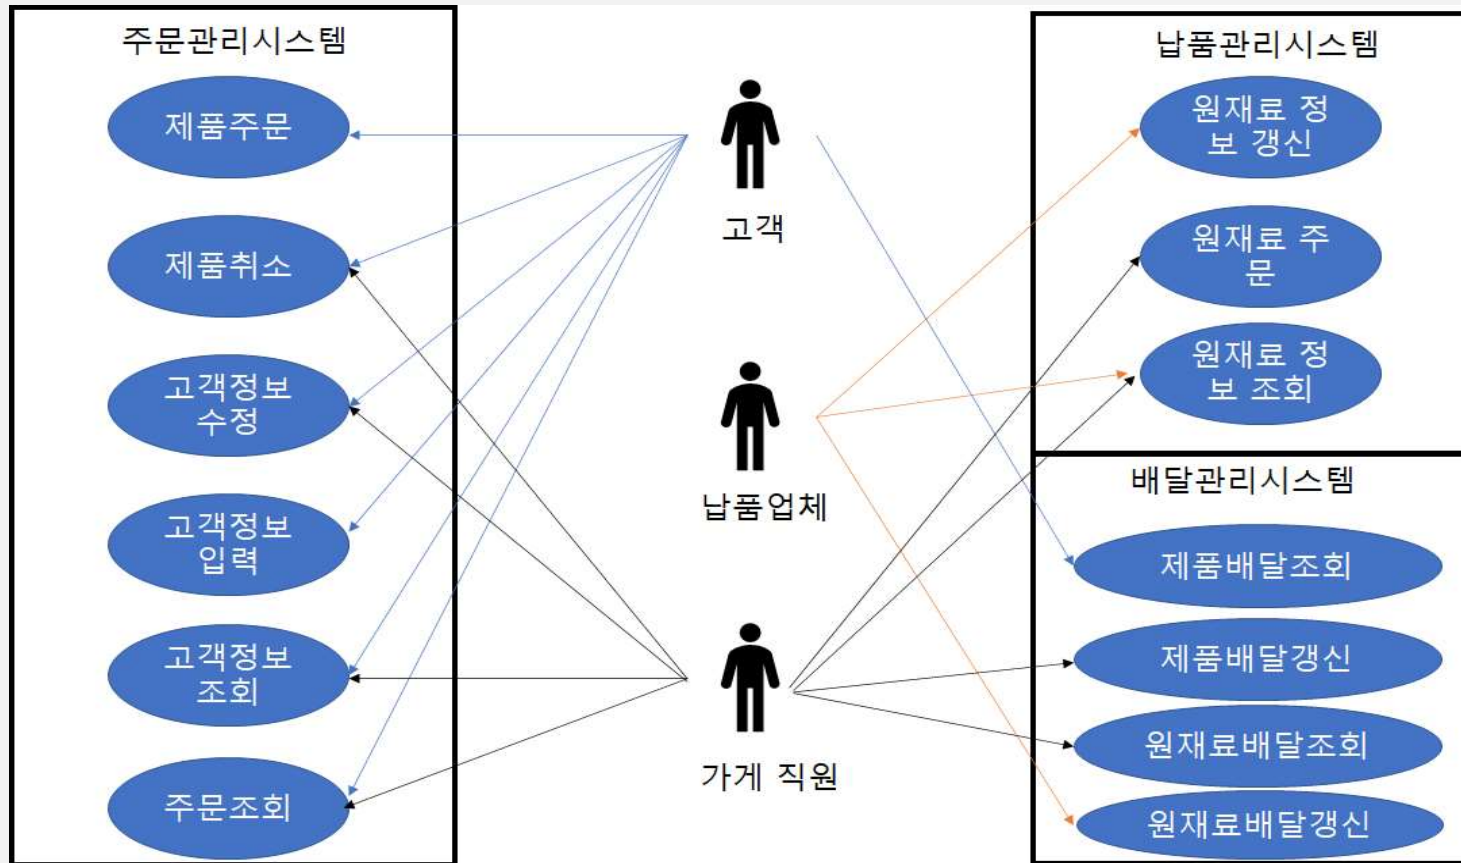 주문관리시스템
제품주문
제품취소
고객정보
수정
고객정보
입력
고객정보
조회
주문조회
고객
납품업체
가게 직원
납품관리시스템
원재료 정
보 갱신
원재료 주
문
원재료 정
보 조회
배달관리시스템
제품배달조회
제품배달갱신
원재료배달조회
원재료배달갱신